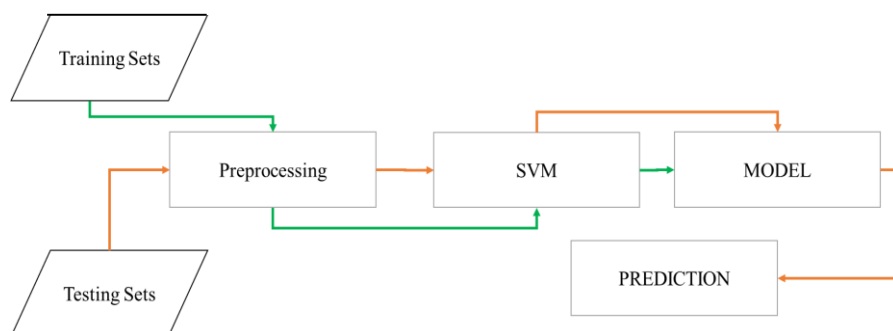 Training Sets
Preprocessing
SVM
MODEL
Testing Sets
PREDICTION